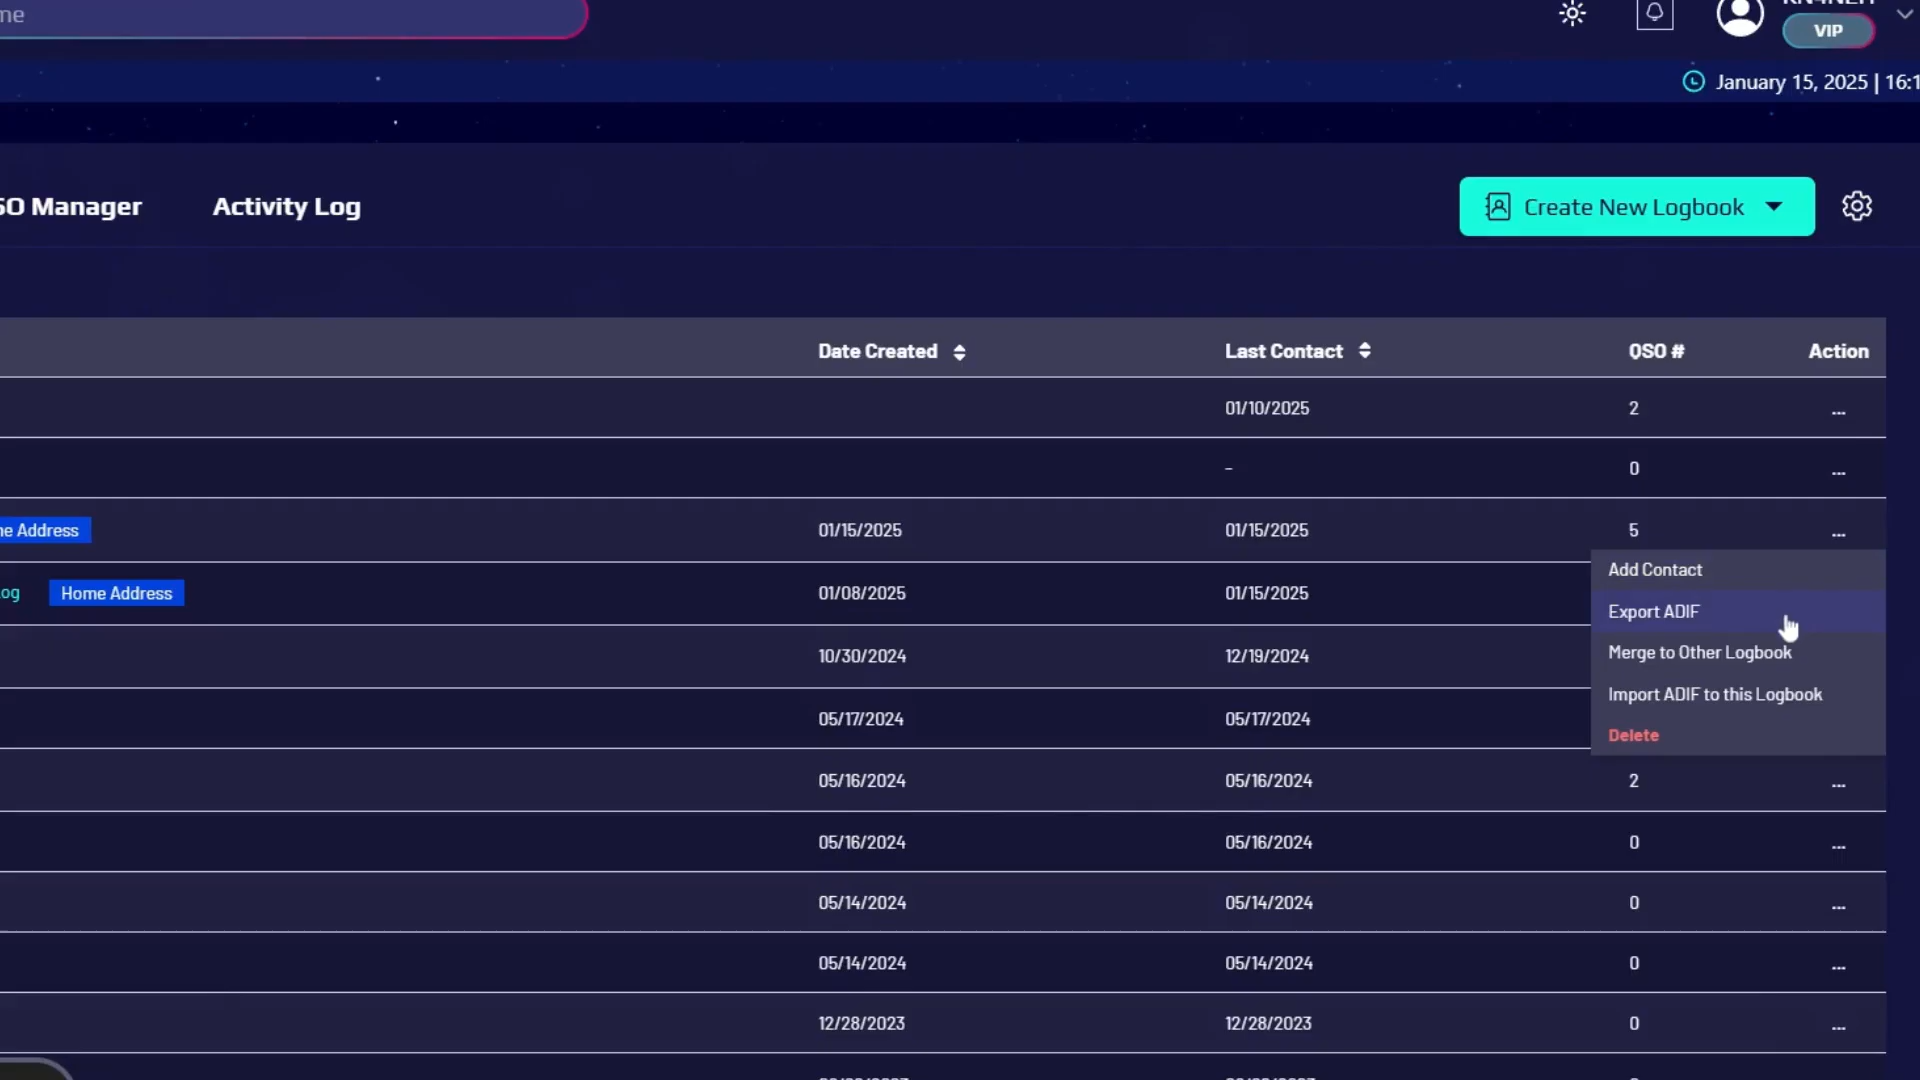 me
VIP
January 15, 2025 | 16:1
SO Manager
Activity Log
Create New Logbook
Date Created
Last Contact
QSO #
Action
01/10/2025
2
...
-
0
...
me Address
01/15/2025
01/15/2025
5
...
og
Home Address
01/08/2025
01/15/2025
Add Contact
Export ADIF
Merge to Other Logbook
Import ADIF to this Logbook
Delete
10/30/2024
12/19/2024
05/17/2024
05/17/2024
05/16/2024
05/16/2024
2
...
05/16/2024
05/16/2024
0
...
05/14/2024
05/14/2024
0
...
05/14/2024
05/14/2024
0
...
12/28/2023
12/28/2023
0
...